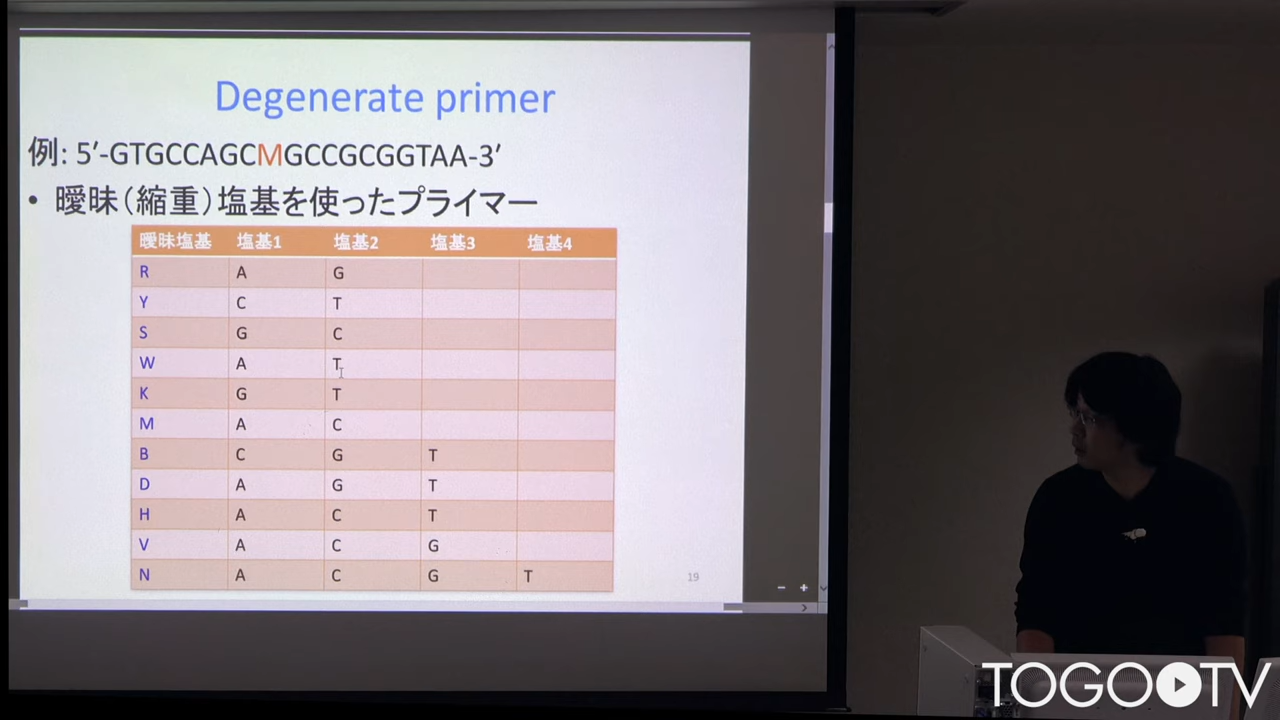 Degenerate primer
例: 5′-GTGCCAGCMGCCGCGGTAA-3′
• 曖昧（縮重）塩基を使ったプライマー
曖昧塩基 塩基1 塩基2 塩基3 塩基4
R A G
Y C T
S G C
W A T
K G T
M A C
B C G T
D A G T
H A C T
V A C G
N A C G T
19
TOGO TV